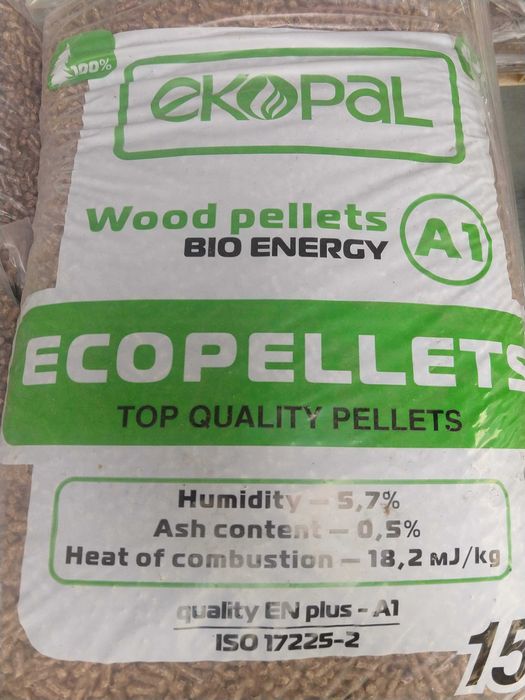 100%
eKOPaL
Wood pellets
BIO ENERGY
A1
ECOPELLETS
TOP QUALITY PELLETS
Humidity – 5,7%
Ash content – 0,5%
Heat of combustion – 18,2 мJ/kg
quality EN plus - A1
ISO 17225-2
15